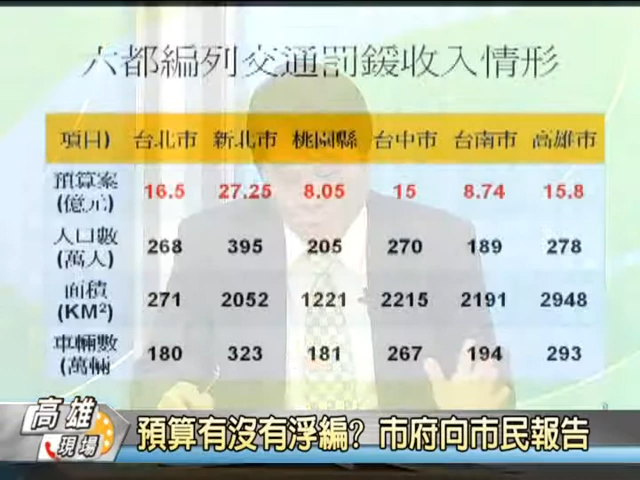 六都編列交通罰鍰收入情形
項目) 台北市 新北市 桃園縣 台中市 台南市 高雄市
預算案
(億元) 16.5 27.25 8.05 15 8.74 15.8
人口數
(萬人) 268 395 205 270 189 278
面積
(KM²) 271 2052 1221 2215 2191 2948
車輛數
(萬輛 180 323 181 267 194 293
高雄
現場
預算有沒有浮編? 市府向市民報告